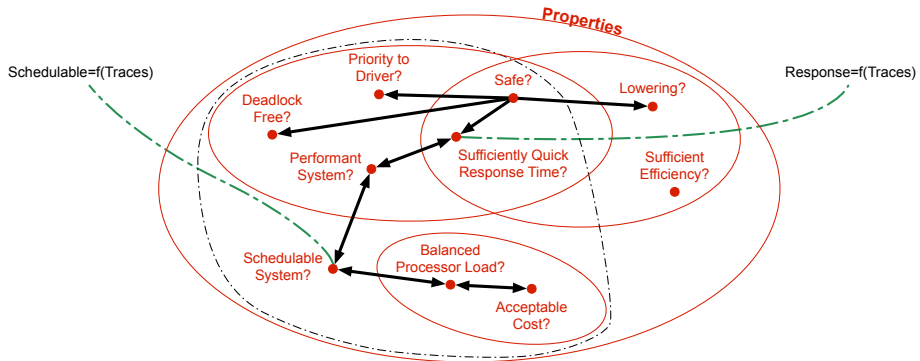 Properties
Schedulable=f(Traces)
Response=f(Traces)
Priority to
Driver?
Safe?
Lowering?
Deadlock
Free?
Performant
System?
Sufficiently Quick
Response Time?
Sufficient
Efficiency?
Schedulable
System?
Balanced
Processor Load?
Acceptable
Cost?